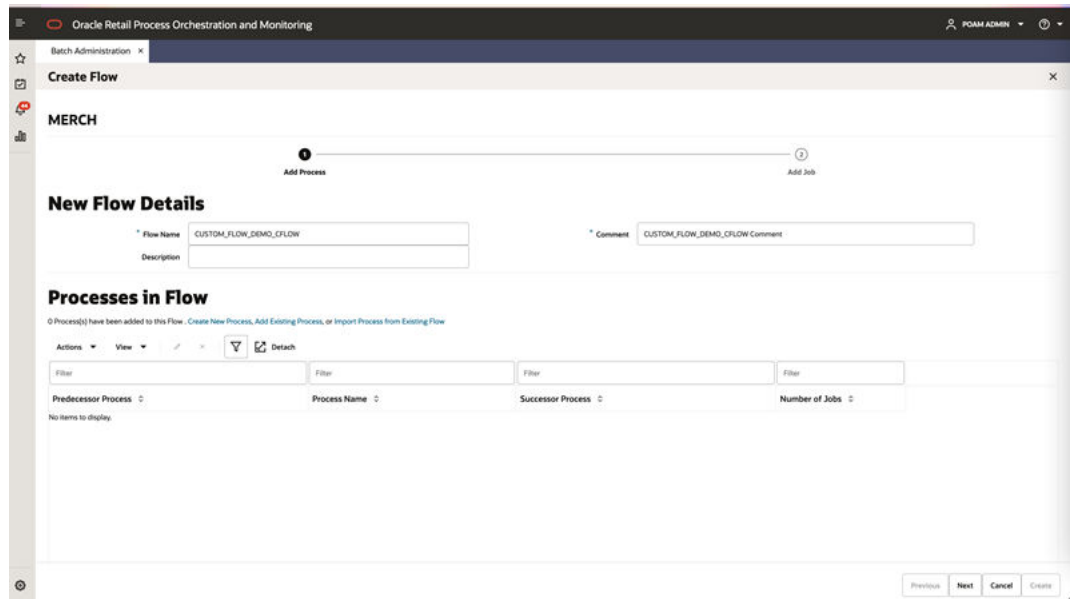 Oracle Retail Process Orchestration and Monitoring
POAM ADMIN
Batch Administration ×
Create Flow
MERCH
1
2
Add Process
Add Job
New Flow Details
* Flow Name CUSTOM_FLOW_DEMO_CFLOW
* Comment CUSTOM_FLOW_DEMO_CFLOW Comment
Description
Processes in Flow
0 Process(s) have been added to this Flow . Create New Process, Add Existing Process, or Import Process from Existing Flow
Actions View Detach
Filter Filter Filter Filter
Predecessor Process Process Name Successor Process Number of Jobs
No items to display.
Previous Next Cancel Create